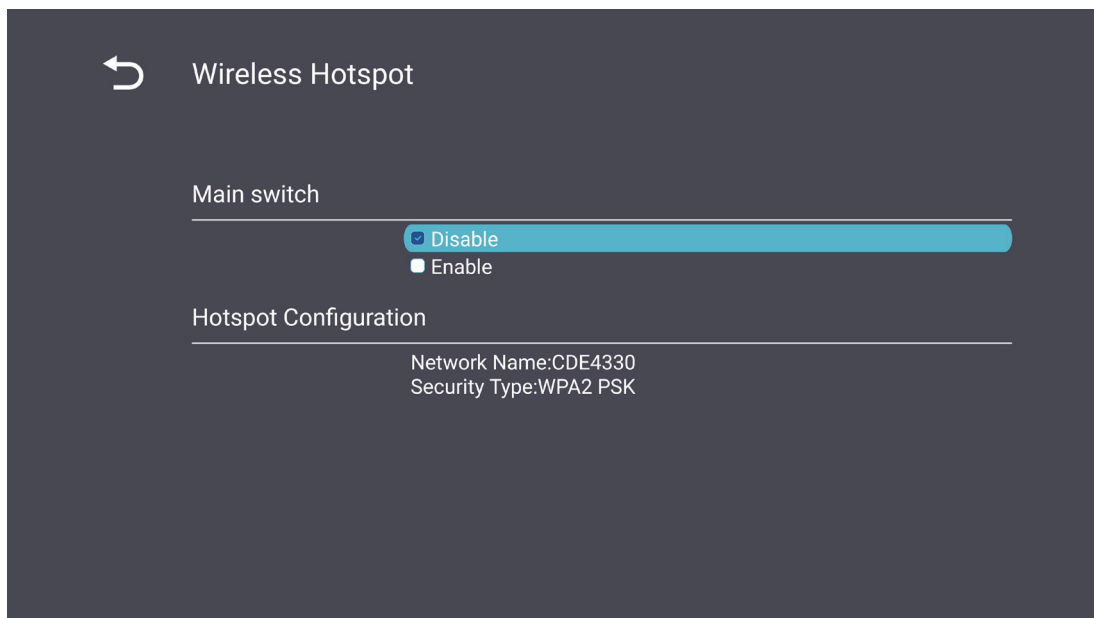 Wireless Hotspot
Main switch
Disable
Enable
Hotspot Configuration
Network Name:CDE4330
Security Type:WPA2 PSK